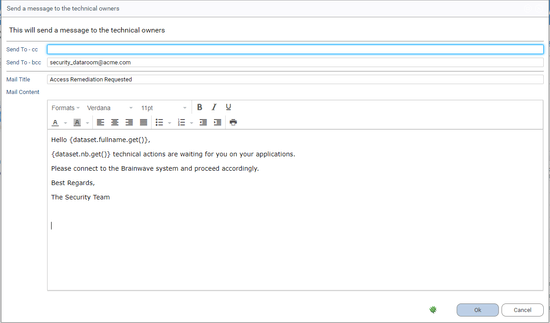 Send a message to the technical owners
This will send a message to the technical owners
Send To - cc
Send To - bcc security_dataroom@acme.com
Mail Title Access Remediation Requested
Mail Content
Formats Verdana 11pt B I U
A A
Hello {dataset.fullname.get()},
{dataset.nb.get()} technical actions are waiting for you on your applications.
Please connect to the Brainwave system and proceed accordingly.
Best Regards,
The Security Team
Ok Cancel